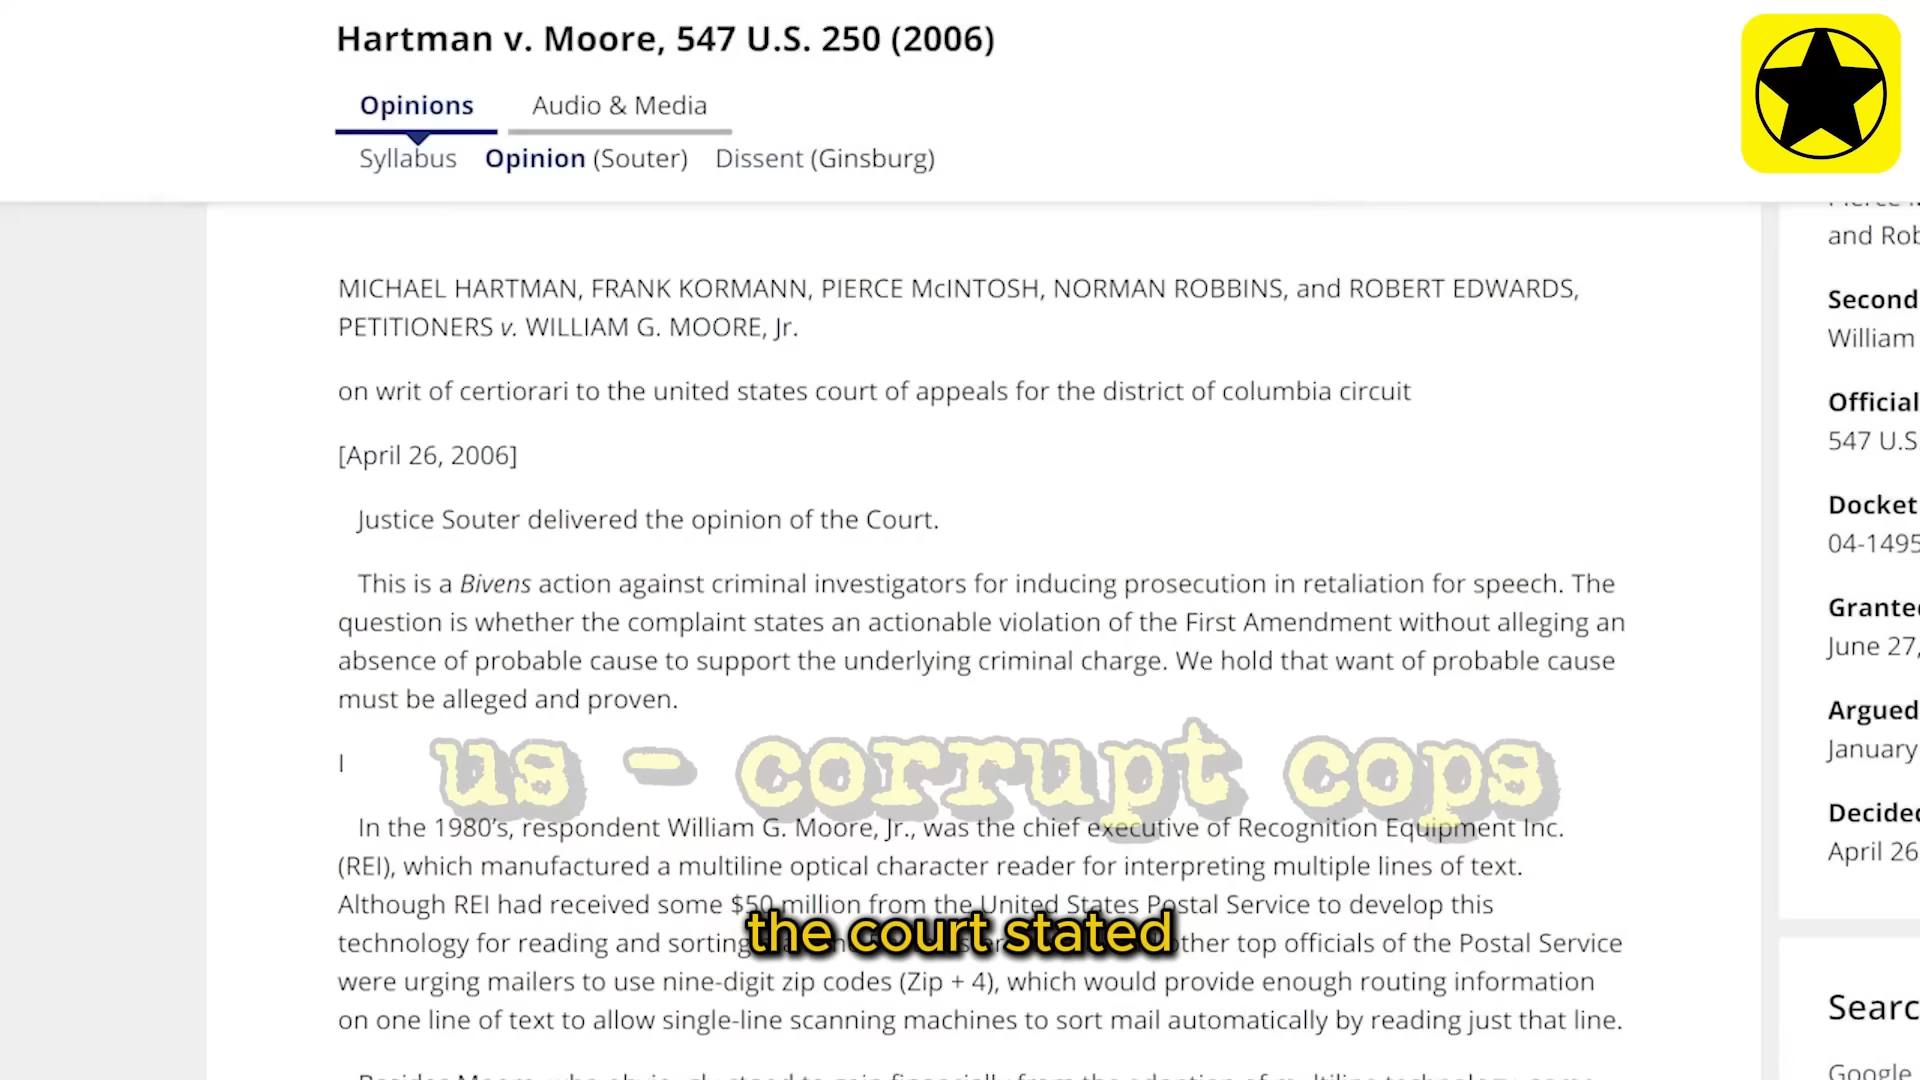 Hartman v. Moore, 547 U.S. 250 (2006)
Opinions
Audio & Media
Syllabus
Opinion (Souter)
Dissent (Ginsburg)
MICHAEL HARTMAN, FRANK KORMANN, PIERCE McINTOSH, NORMAN ROBBINS, and ROBERT EDWARDS,
PETITIONERS v. WILLIAM G. MOORE, Jr.
on writ of certiorari to the united states court of appeals for the district of columbia circuit
[April 26, 2006]
Justice Souter delivered the opinion of the Court.
This is a Bivens action against criminal investigators for inducing prosecution in retaliation for speech. The
question is whether the complaint states an actionable violation of the First Amendment without alleging an
absence of probable cause to support the underlying criminal charge. We hold that want of probable cause
must be alleged and proven.
I
us - corrupt cops
In the 1980's, respondent William G. Moore, Jr., was the chief executive of Recognition Equipment Inc.
(REI), which manufactured a multiline optical character reader for interpreting multiple lines of text.
Although REI had received some $50 million from the United States Postal Service to develop this
technology for reading and sorting
the court stated
other top officials of the Postal Service
were urging mailers to use nine-digit zip codes (Zip + 4), which would provide enough routing information
on one line of text to allow single-line scanning machines to sort mail automatically by reading just that line.
and Rob
Second
William
Official
547 U.S.
Docket
04-1495
Granted
June 27,
Argued
January
Decided
April 26
Searc
Google